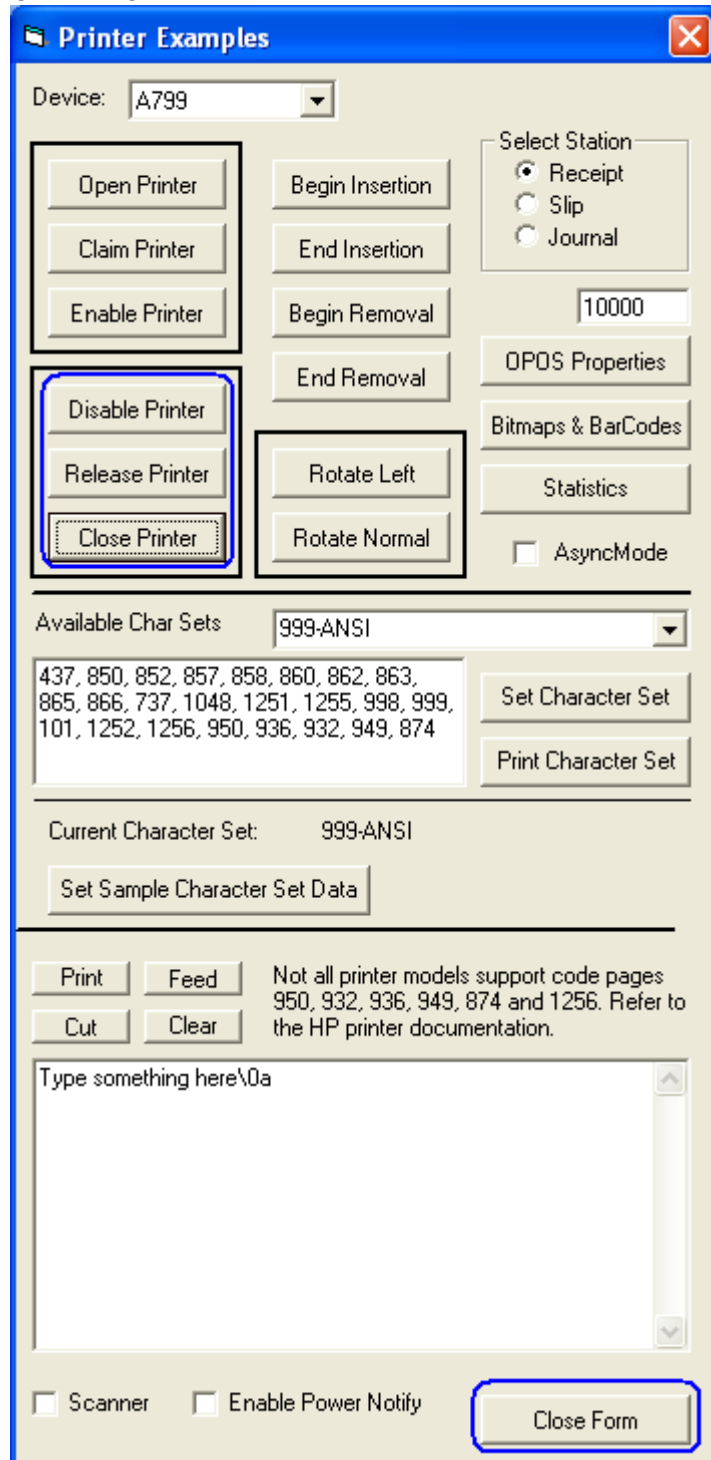 Printer Examples
Device: A799
Open Printer
Claim Printer
Enable Printer
Begin Insertion
End Insertion
Begin Removal
End Removal
Select Station
Receipt
Slip
Journal
10000
OPOS Properties
Bitmaps & BarCodes
Statistics
AsyncMode
Disable Printer
Release Printer
Close Printer
Rotate Left
Rotate Normal
Available Char Sets
999-ANSI
437, 850, 852, 857, 858, 860, 862, 863,
865, 866, 737, 1048, 1251, 1255, 998, 999,
101, 1252, 1256, 950, 936, 932, 949, 874
Set Character Set
Print Character Set
Current Character Set: 999-ANSI
Set Sample Character Set Data
Print
Feed
Cut
Clear
Not all printer models support code pages
950, 932, 936, 949, 874 and 1256. Refer to
the HP printer documentation.
Type something here\0a
Scanner
Enable Power Notify
Close Form